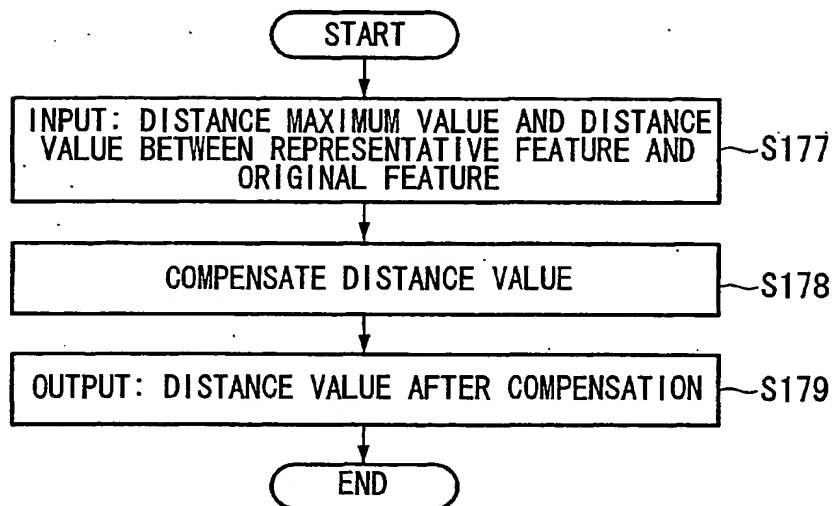 START
INPUT: DISTANCE MAXIMUM VALUE AND DISTANCE
VALUE BETWEEN REPRESENTATIVE FEATURE AND
ORIGINAL FEATURE
S177
COMPENSATE DISTANCE VALUE
S178
OUTPUT: DISTANCE VALUE AFTER COMPENSATION
S179
END